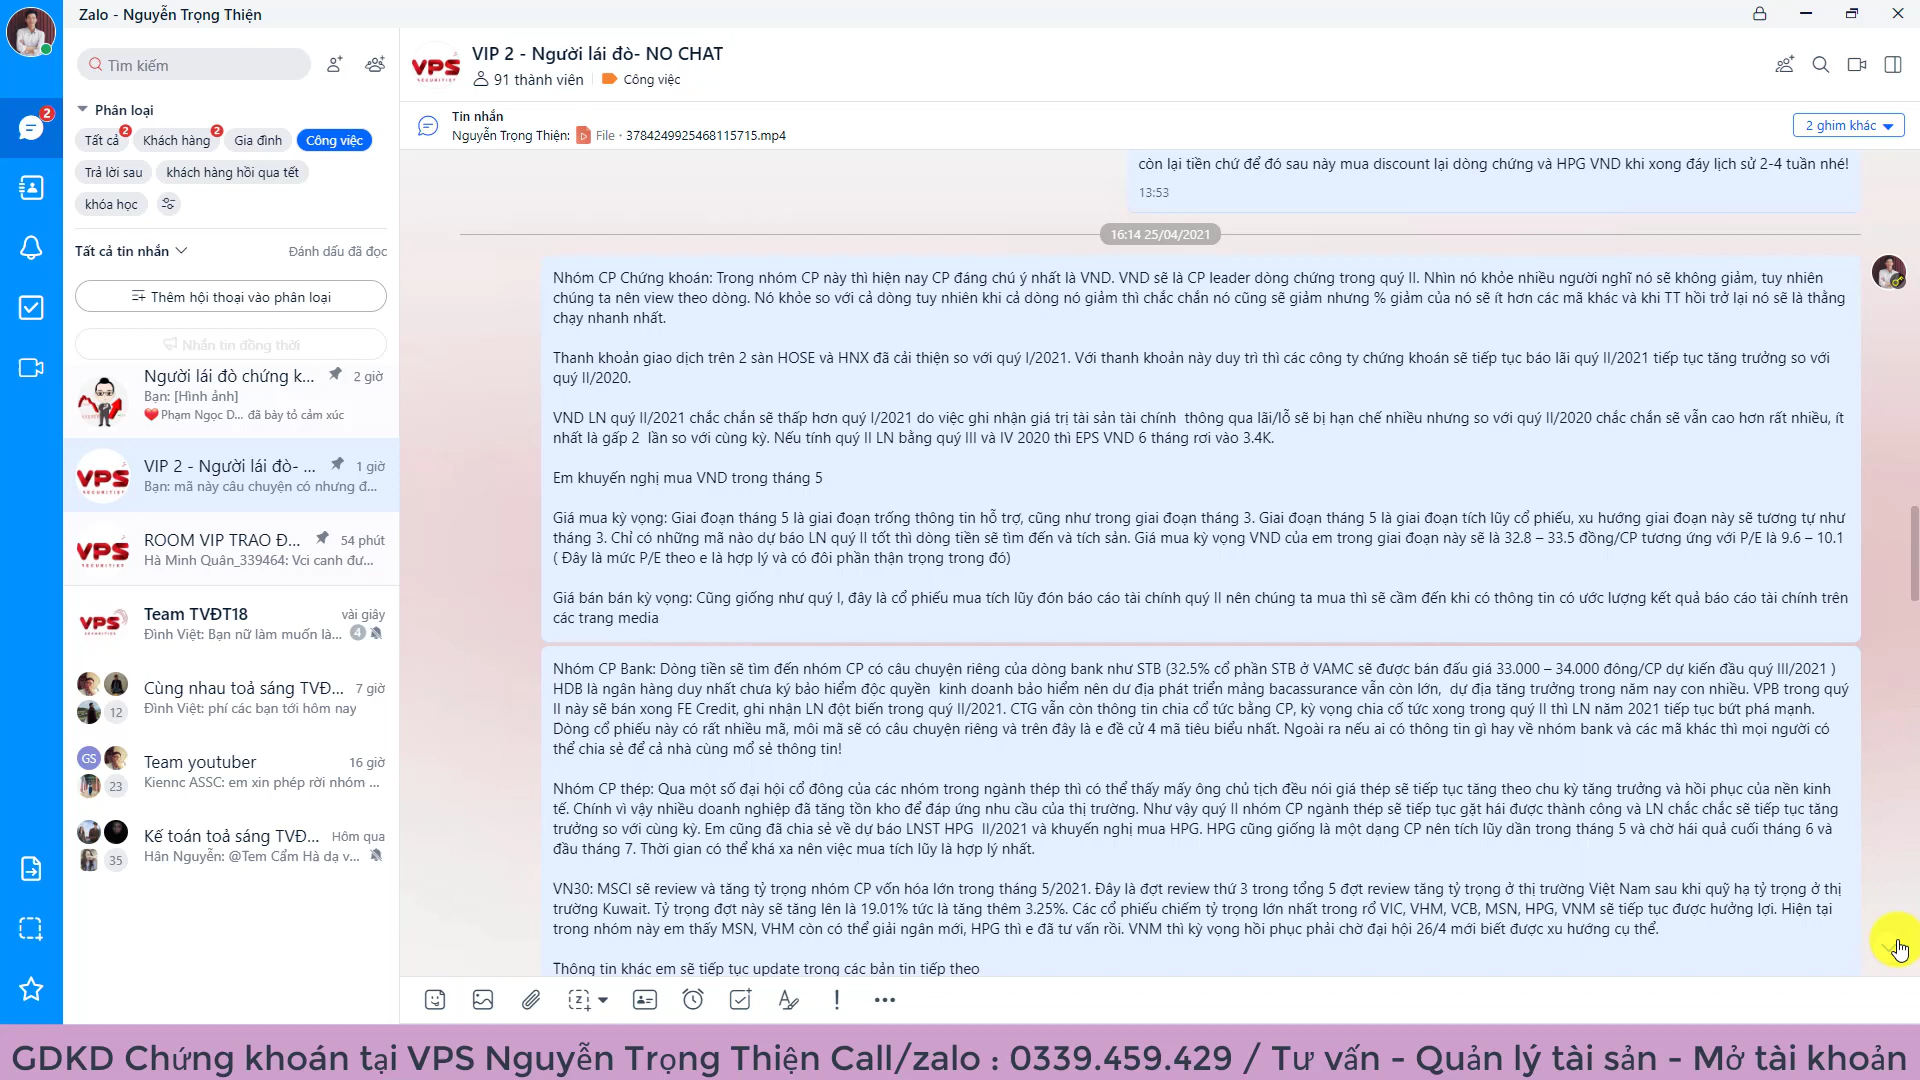 Zalo - Nguyễn Trọng Thiện
Tìm kiếm
Phân loại
Tất cả 2 Khách hàng 2 Gia đình Công việc
Trả lời sau khách hàng hồi qua tết
khóa học
Tất cả tin nhắn Đánh dấu đã đọc
Thêm hội thoại vào phân loại
Nhắn tin đồng thời
Người lái đò chứng k... 2 giờ
Bạn: [Hình ảnh]
Phạm Ngọc D... đã bày tỏ cảm xúc
VPS SECURITIES
VIP 2 - Người lái đò- ... 1 giờ
Bạn: mã này câu chuyện có nhưng đ...
VPS SECURITIES
ROOM VIP TRAO Đ... 54 phút
Hà Minh Quân_339464: Vci canh đư...
VPS SECURITIES
Team TVĐT18 vài giây
Đình Việt: Bạn nữ làm muốn là... 4
Cùng nhau toả sáng TVĐ... 7 giờ
Đình Việt: phí các bạn tới hôm nay
12
GS
Team youtuber 16 giờ
Kiennc ASSC: em xin phép rời nhóm ...
23
Kế toán toả sáng TVĐ... Hôm qua
Hân Nguyễn: @Tem Cẩm Hà dạ v...
35
2
VPS SECURITIES
VIP 2 - Người lái đò- NO CHAT
91 thành viên Công việc
Tin nhắn
Nguyễn Trọng Thiện: File · 3784249925468115715.mp4
2 ghim khác
còn lại tiền chứ để đó sau này mua discount lại dòng chứng và HPG VND khi xong đáy lịch sử 2-4 tuần nhé!
13:53
16:14 25/04/2021
Nhóm CP Chứng khoán: Trong nhóm CP này thì hiện nay CP đáng chú ý nhất là VND. VND sẽ là CP leader dòng chứng trong quý II. Nhìn nó khỏe nhiều người nghĩ nó sẽ không giảm, tuy nhiên
chúng ta nên view theo dòng. Nó khỏe so với cả dòng tuy nhiên khi cả dòng nó giảm thì chắc chắn nó cũng sẽ giảm nhưng % giảm của nó sẽ ít hơn các mã khác và khi TT hồi trở lại nó sẽ là thằng
chạy nhanh nhất.
Thanh khoản giao dịch trên 2 sàn HOSE và HNX đã cải thiện so với quý I/2021. Với thanh khoản này duy trì thì các công ty chứng khoán sẽ tiếp tục báo lãi quý II/2021 tiếp tục tăng trưởng so với
quý II/2020.
VND LN quý II/2021 chắc chắn sẽ thấp hơn quý I/2021 do việc ghi nhận giá trị tài sản tài chính thông qua lãi/lỗ sẽ bị hạn chế nhiều nhưng so với quý II/2020 chắc chắn sẽ vẫn cao hơn rất nhiều, ít
nhất là gấp 2 lần so với cùng kỳ. Nếu tính quý II LN bằng quý III và IV 2020 thì EPS VND 6 tháng rơi vào 3.4K.
Em khuyến nghị mua VND trong tháng 5
Giá mua kỳ vọng: Giai đoạn tháng 5 là giai đoạn trống thông tin hỗ trợ, cũng như trong giai đoạn tháng 3. Giai đoạn tháng 5 là giai đoạn tích lũy cổ phiếu, xu hướng giai đoạn này sẽ tương tự như
tháng 3. Chỉ có những mã nào dự báo LN quý II tốt thì dòng tiền sẽ tìm đến và tích sản. Giá mua kỳ vọng VND của em trong giai đoạn này sẽ là 32.8 – 33.5 đồng/CP tương ứng với P/E là 9.6 – 10.1
( Đây là mức P/E theo e là hợp lý và có đôi phần thận trọng trong đó)
Giá bán bán kỳ vọng: Cũng giống như quý I, đây là cổ phiếu mua tích lũy đón báo cáo tài chính quý II nên chúng ta mua thì sẽ cầm đến khi có thông tin có ước lượng kết quả báo cáo tài chính trên
các trang media
Nhóm CP Bank: Dòng tiền sẽ tìm đến nhóm CP có câu chuyện riêng của dòng bank như STB (32.5% cổ phần STB ở VAMC sẽ được bán đấu giá 33.000 – 34.000 đông/CP dự kiến đầu quý III/2021 )
HDB là ngân hàng duy nhất chưa ký bảo hiểm độc quyền kinh doanh bảo hiểm nên dư địa phát triển mảng bacassurance vẫn còn lớn, dự địa tăng trưởng trong năm nay con nhiều. VPB trong quý
II này sẽ bán xong FE Credit, ghi nhận LN đột biến trong quý II/2021. CTG vẫn còn thông tin chia cổ tức bằng CP, kỳ vọng chia cố tức xong trong quý II thì LN năm 2021 tiếp tục bứt phá mạnh.
Dòng cổ phiếu này có rất nhiều mã, môi mã sẽ có câu chuyện riêng và trên đây là e đề cử 4 mã tiêu biểu nhất. Ngoài ra nếu ai có thông tin gì hay về nhóm bank và các mã khác thì mọi người có
thể chia sẻ để cả nhà cùng mổ sẻ thông tin!
Nhóm CP thép: Qua một số đại hội cổ đông của các nhóm trong ngành thép thì có thể thấy mấy ông chủ tịch đều nói giá thép sẽ tiếp tục tăng theo chu kỳ tăng trưởng và hồi phục của nền kinh
tế. Chính vì vậy nhiều doanh nghiệp đã tăng tồn kho để đáp ứng nhu cầu của thị trường. Như vậy quý II nhóm CP ngành thép sẽ tiếp tục gặt hái được thành công và LN chắc chắc sẽ tiếp tục tăng
trưởng so với cùng kỳ. Em cũng đã chia sẻ về dự báo LNST HPG II/2021 và khuyến nghị mua HPG. HPG cũng giống là một dạng CP nên tích lũy dần trong tháng 5 và chờ hái quả cuối tháng 6 và
đầu tháng 7. Thời gian có thể khá xa nên việc mua tích lũy là hợp lý nhất.
VN30: MSCI sẽ review và tăng tỷ trọng nhóm CP vốn hóa lớn trong tháng 5/2021. Đây là đợt review thứ 3 trong tổng 5 đợt review tăng tỷ trọng ở thị trường Việt Nam sau khi quỹ hạ tỷ trọng ở thị
trường Kuwait. Tỷ trọng đợt này sẽ tăng lên là 19.01% tức là tăng thêm 3.25%. Các cổ phiếu chiếm tỷ trọng lớn nhất trong rổ VIC, VHM, VCB, MSN, HPG, VNM sẽ tiếp tục được hưởng lợi. Hiện tại
trong nhóm này em thấy MSN, VHM còn có thể giải ngân mới, HPG thì e đã tư vấn rồi. VNM thì kỳ vọng hồi phục phải chờ đại hội 26/4 mới biết được xu hướng cụ thể.
Thông tin khác em sẽ tiếp tục update trong các bản tin tiếp theo
GDKD Chứng khoán tại VPS Nguyễn Trọng Thiện Call/zalo : 0339.459.429 / Tư vấn - Quản lý tài sản - Mở tài khoản